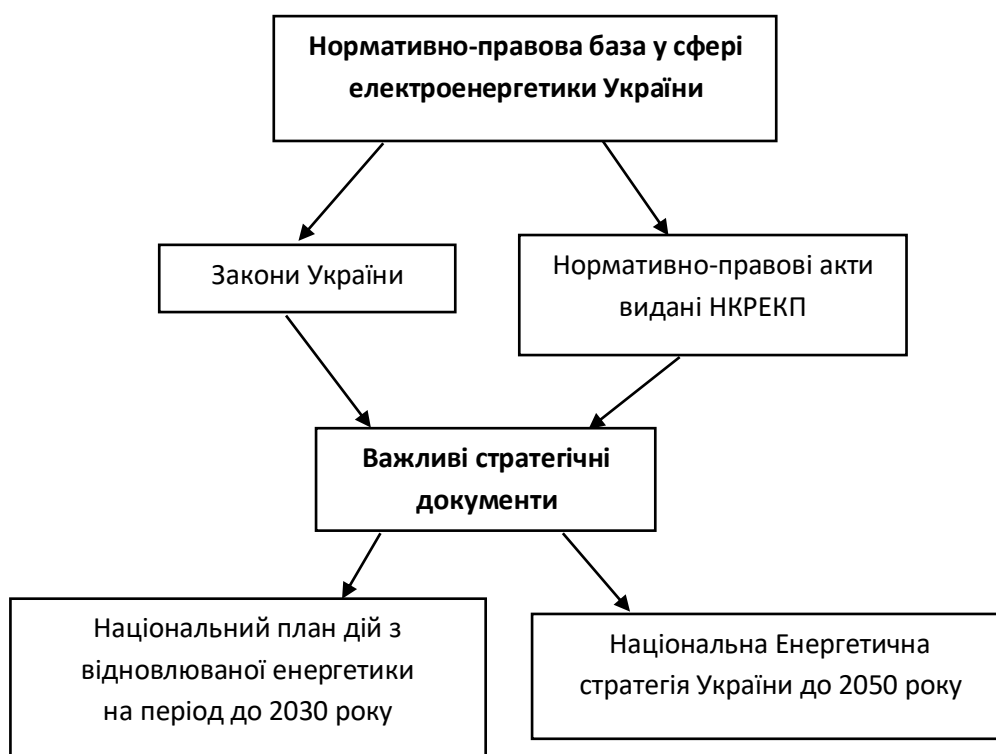 Нормативно-правова база у сфері
електроенергетики України
Закони України
Нормативно-правові акти
видані НКРЕКП
Важливі стратегічні
документи
Національний план дій з
відновлюваної енергетики
на період до 2030 року
Національна Енергетична
стратегія України до 2050 року